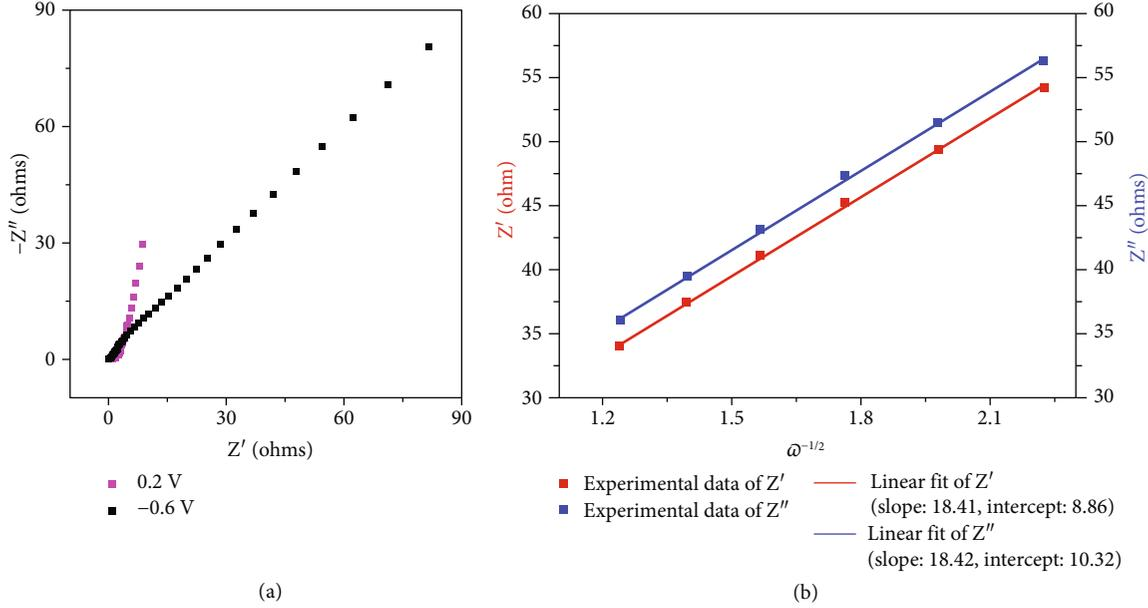 90
60
30
0
−Z″ (ohms)
0 30 60 90
Z′ (ohms)
0.2 V
−0.6 V
(a)
60
55
50
45
40
35
30
Z′ (ohm)
60
55
50
45
40
35
30
Z″ (ohms)
1.2 1.5 1.8 2.1
ω̅⁻¹/²
Experimental data of Z′
Experimental data of Z″
Linear fit of Z′
(slope: 18.41, intercept: 8.86)
Linear fit of Z″
(slope: 18.42, intercept: 10.32)
(b)